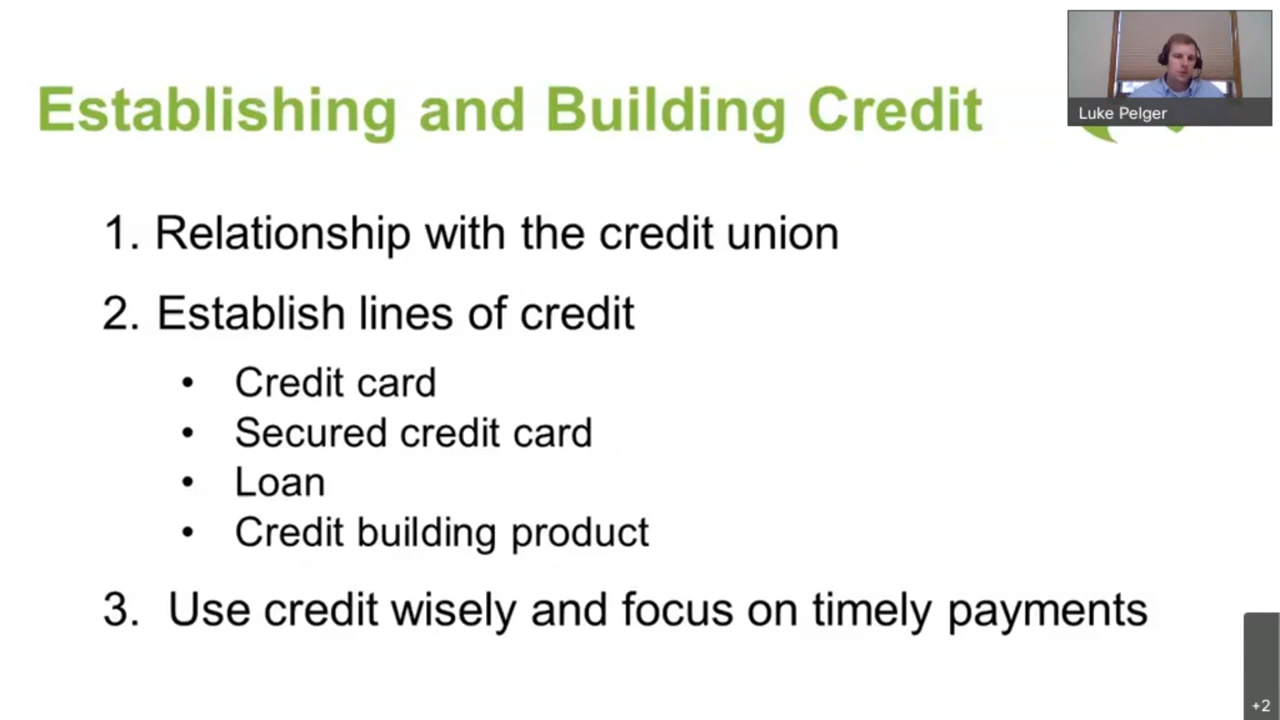 Establishing and Building Credit
Luke Pelger
1. Relationship with the credit union
2. Establish lines of credit
• Credit card
• Secured credit card
• Loan
• Credit building product
3. Use credit wisely and focus on timely payments
+2